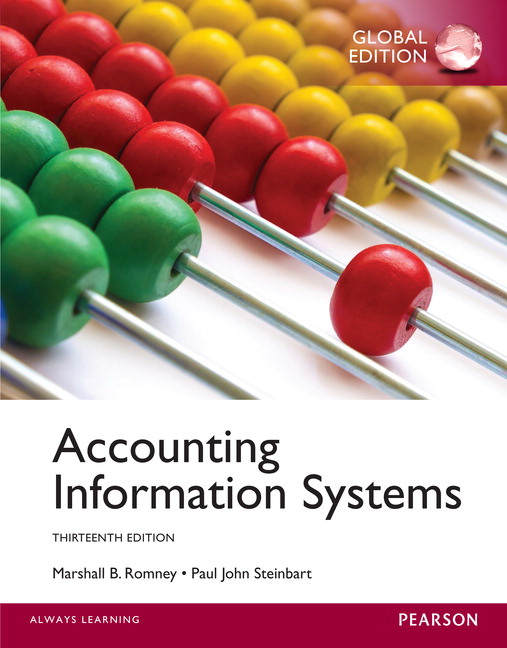 GLOBAL
EDITION
Accounting
Information Systems
THIRTEENTH EDITION
Marshall B. Romney • Paul John Steinbart
ALWAYS LEARNING
PEARSON